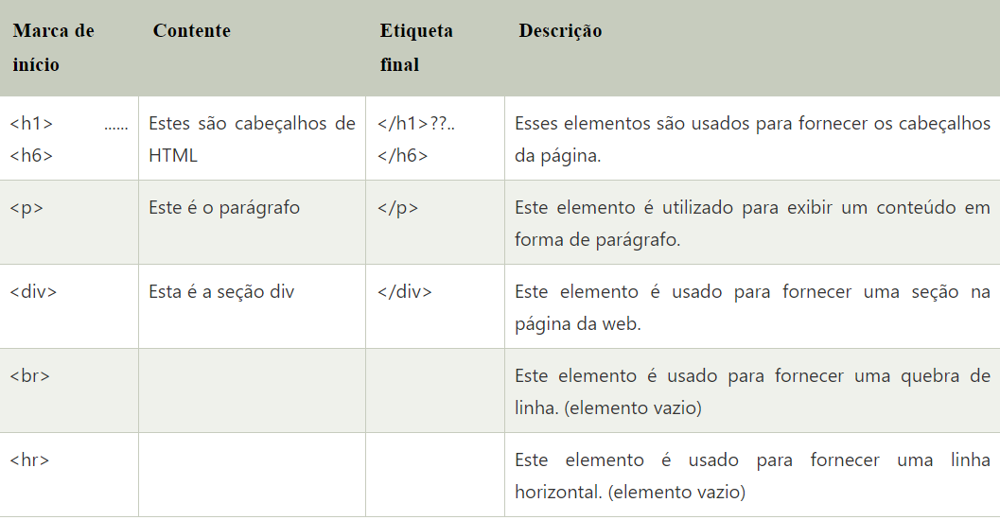 Marca de início Contente Etiqueta final Descrição
<h1> ...... Estes são cabeçalhos de </h1>??.. Esses elementos são usados para fornecer os cabeçalhos
<h6> HTML </h6> da página.
<p> Este é o parágrafo </p> Este elemento é utilizado para exibir um conteúdo em
forma de parágrafo.
<div> Esta é a seção div </div> Este elemento é usado para fornecer uma seção na
página da web.
<br> Este elemento é usado para fornecer uma quebra de
linha. (elemento vazio)
<hr> Este elemento é usado para fornecer uma linha
horizontal. (elemento vazio)